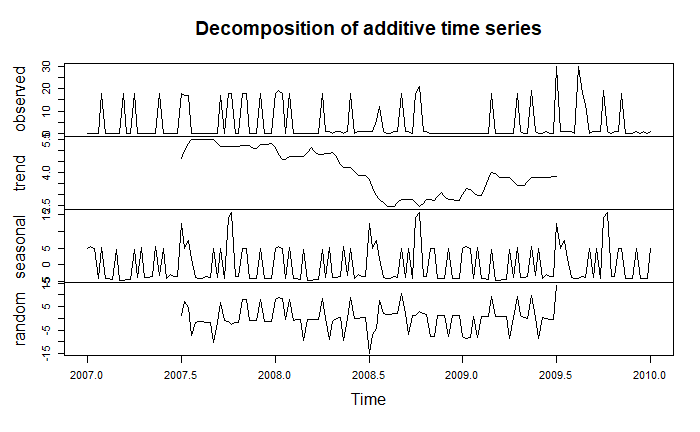 Decomposition of additive time series
observed
0 10 20 30
trend
2.5 4.0 5.5
seasonal
-5 0 5 15
random
-15 -5 5 15
2007.0 2007.5 2008.0 2008.5 2009.0 2009.5 2010.0
Time